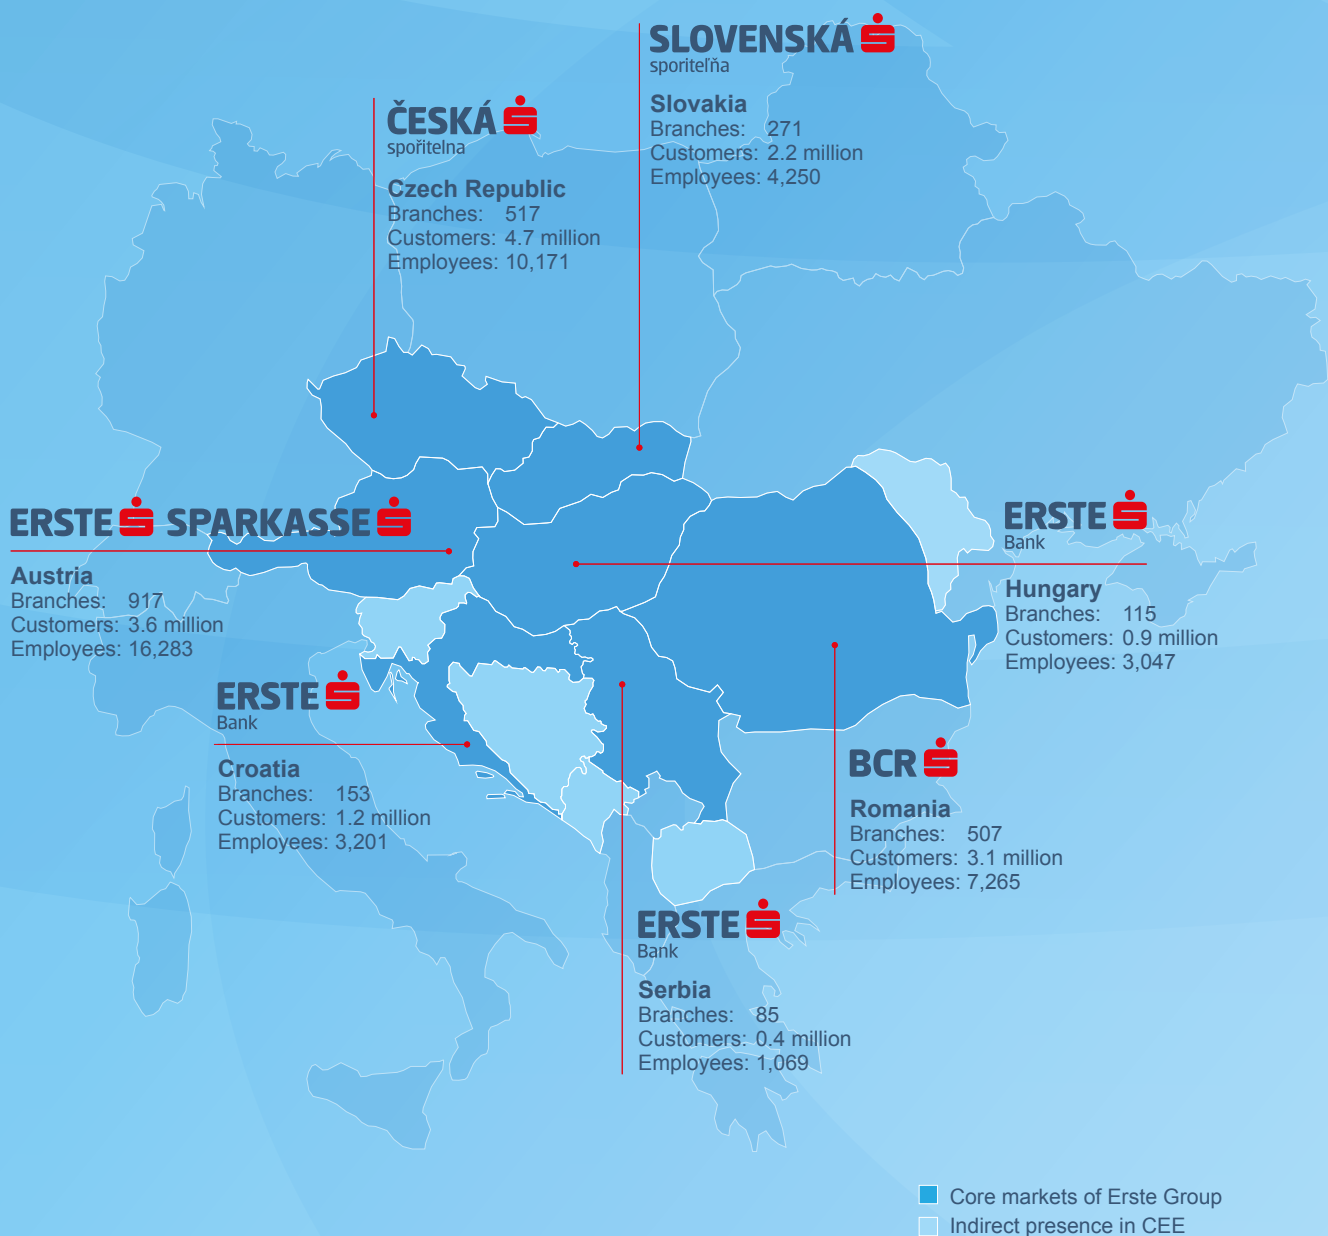 SLOVENSKÁ
sporiteľňa
Slovakia
Branches: 271
Customers: 2.2 million
Employees: 4,250
ČESKÁ
spořitelna
Czech Republic
Branches: 517
Customers: 4.7 million
Employees: 10,171
ERSTE SPARKASSE
Austria
Branches: 917
Customers: 3.6 million
Employees: 16,283
ERSTE
Bank
Hungary
Branches: 115
Customers: 0.9 million
Employees: 3,047
ERSTE
Bank
Croatia
Branches: 153
Customers: 1.2 million
Employees: 3,201
BCR
Romania
Branches: 507
Customers: 3.1 million
Employees: 7,265
ERSTE
Bank
Serbia
Branches: 85
Customers: 0.4 million
Employees: 1,069
Core markets of Erste Group
Indirect presence in CEE